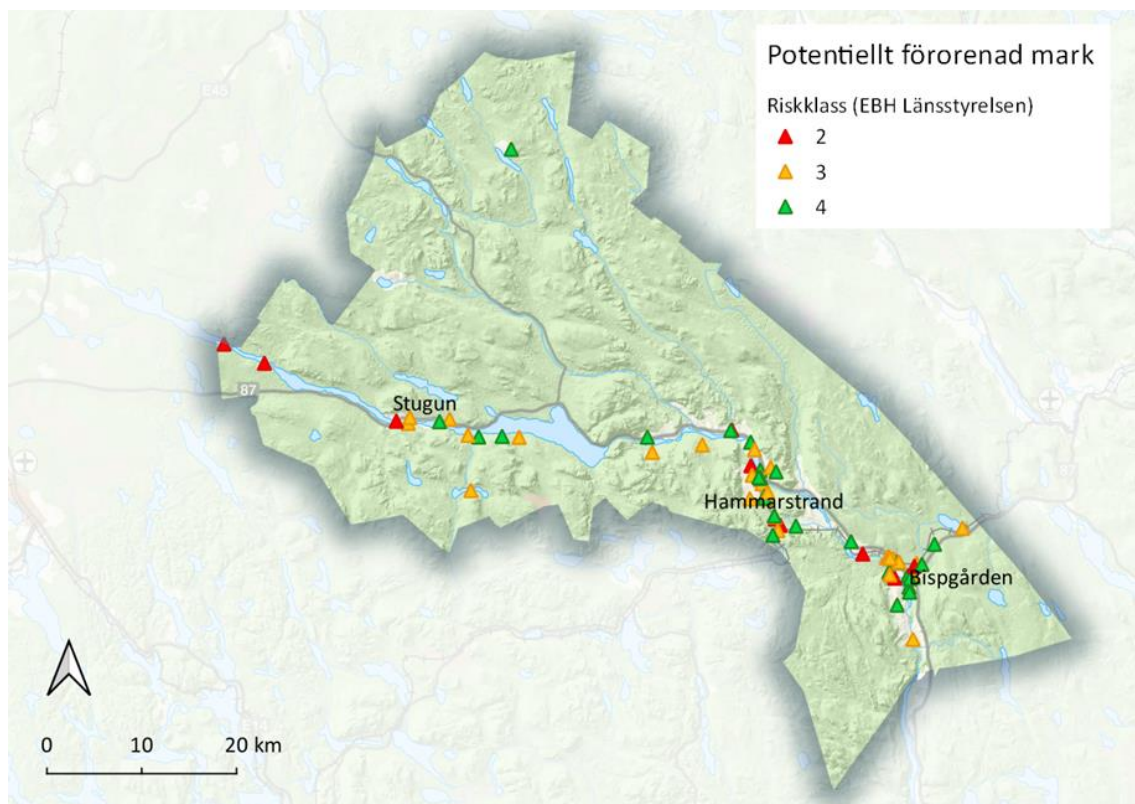 Potentiellt förorenad mark
Riskklass (EBH Länsstyrelsen)
2
3
4
E45
87
Stugun
87
Hammarstrand
Bispgården
E14
0 10 20 km